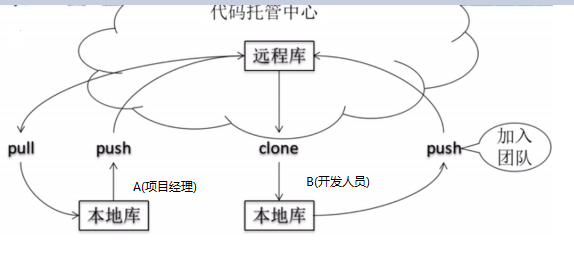 代码托管中心
远程库
pull
push
clone
push
加入
团队
A(项目经理)
B(开发人员)
本地库
本地库